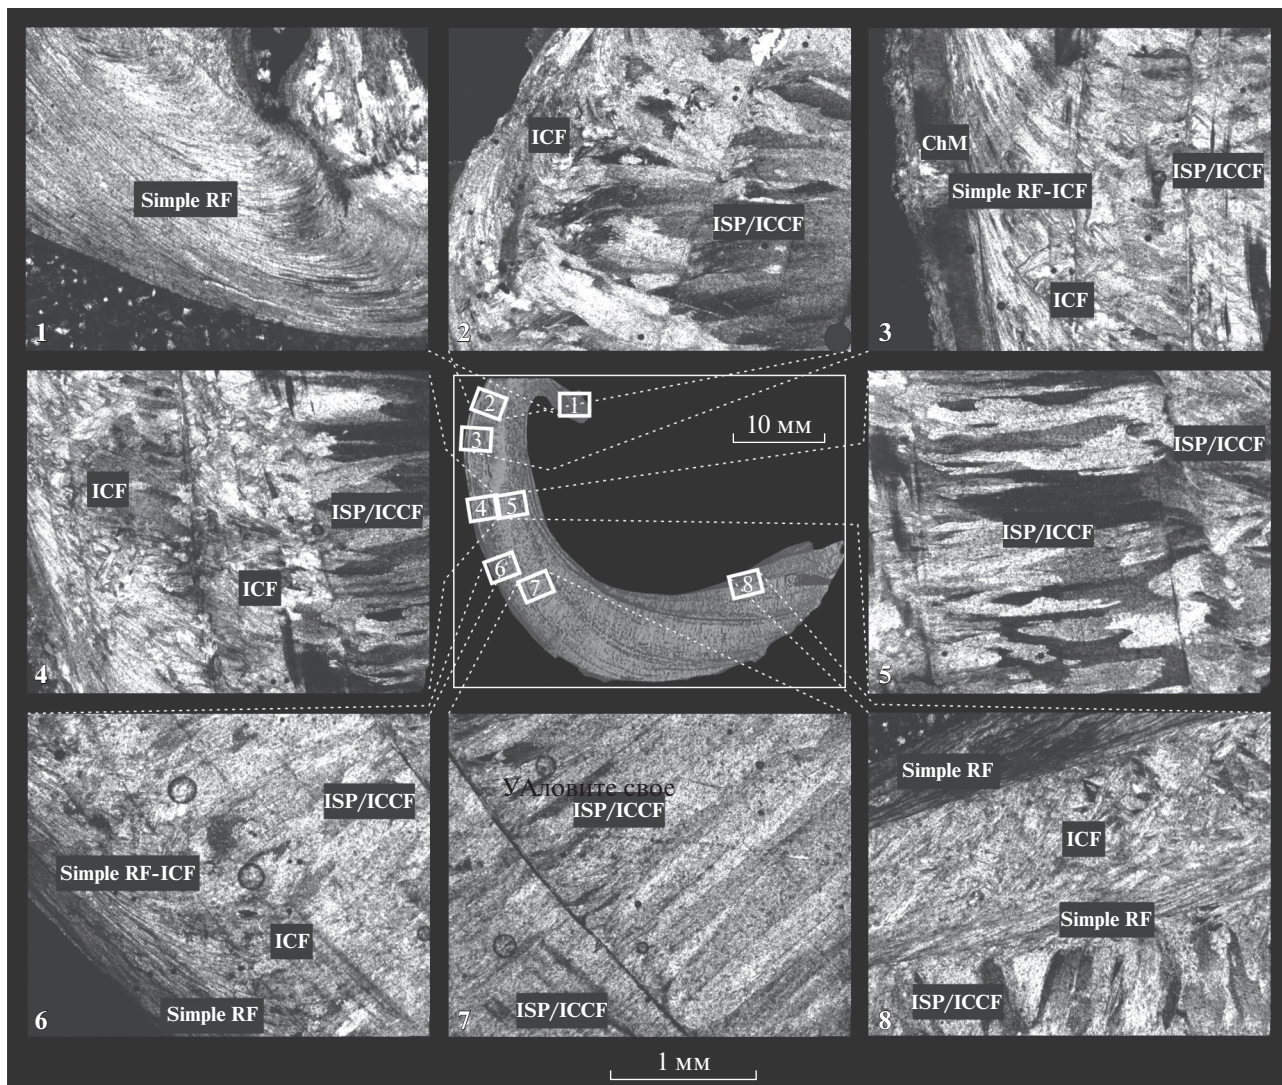 Simple RF
1
ICF
ISP/ICCF
2
ChM
Simple RF-ICF
ISP/ICCF
ICF
3
ICF
ISP/ICCF
ICF
4
1
2
3
4
5
6
7
8
10 мм
ISP/ICCF
ISP/ICCF
5
ISP/ICCF
Simple RF-ICF
ICF
Simple RF
6
УАловите свое
ISP/ICCF
ISP/ICCF
7
Simple RF
ICF
Simple RF
ISP/ICCF
8
1 мм